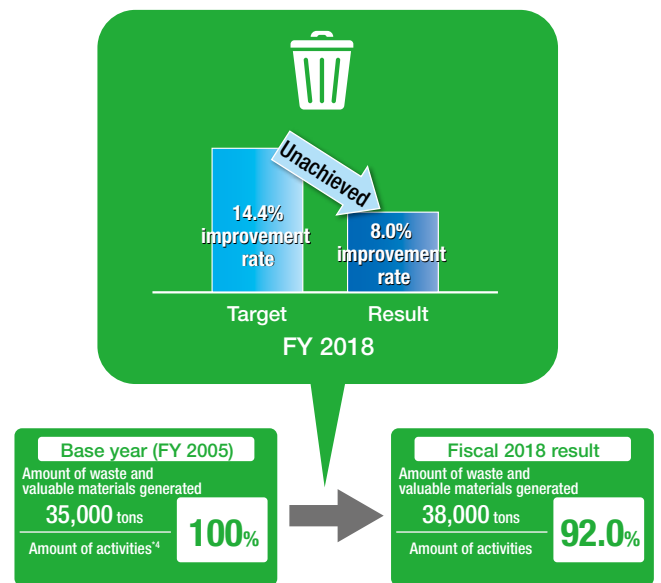 Unachieved
14.4%
improvement
rate
8.0%
improvement
rate
Target
Result
FY 2018
Base year (FY 2005)
Amount of waste and
valuable materials generated
35,000 tons
Amount of activities*4
100%
Fiscal 2018 result
Amount of waste and
valuable materials generated
38,000 tons
Amount of activities
92.0%